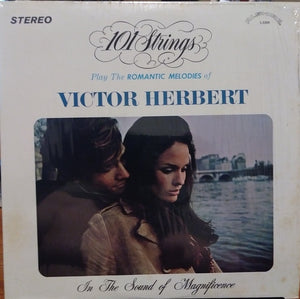 STEREO
101 Strings
Play The ROMANTIC MELODIES of
VICTOR HERBERT
In The Sound of Magnificence